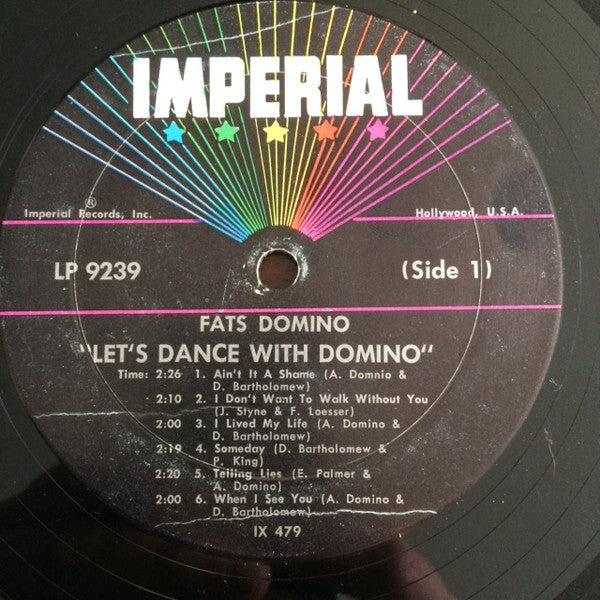 IMPERIAL
®
Imperial Records, Inc. Hollywood, U.S.A.
LP 9239 (Side 1)
FATS DOMINO
"LET'S DANCE WITH DOMINO"
Time: 2:26 1. Ain't It A Shame (A. Domnio &
D. Bartholomew)
2:10 2. I Don't Want To Walk Without You
(J. Styne & F. Loesser)
2:00 3. I Lived My Life (A. Domino &
D. Bartholomew)
2:19 4. Someday (D. Bartholomew &
P. King)
2:20 5. Telling Lies (E. Palmer &
A. Domino)
2:00 6. When I See You (A. Domino &
D. Bartholomew)
IX 479